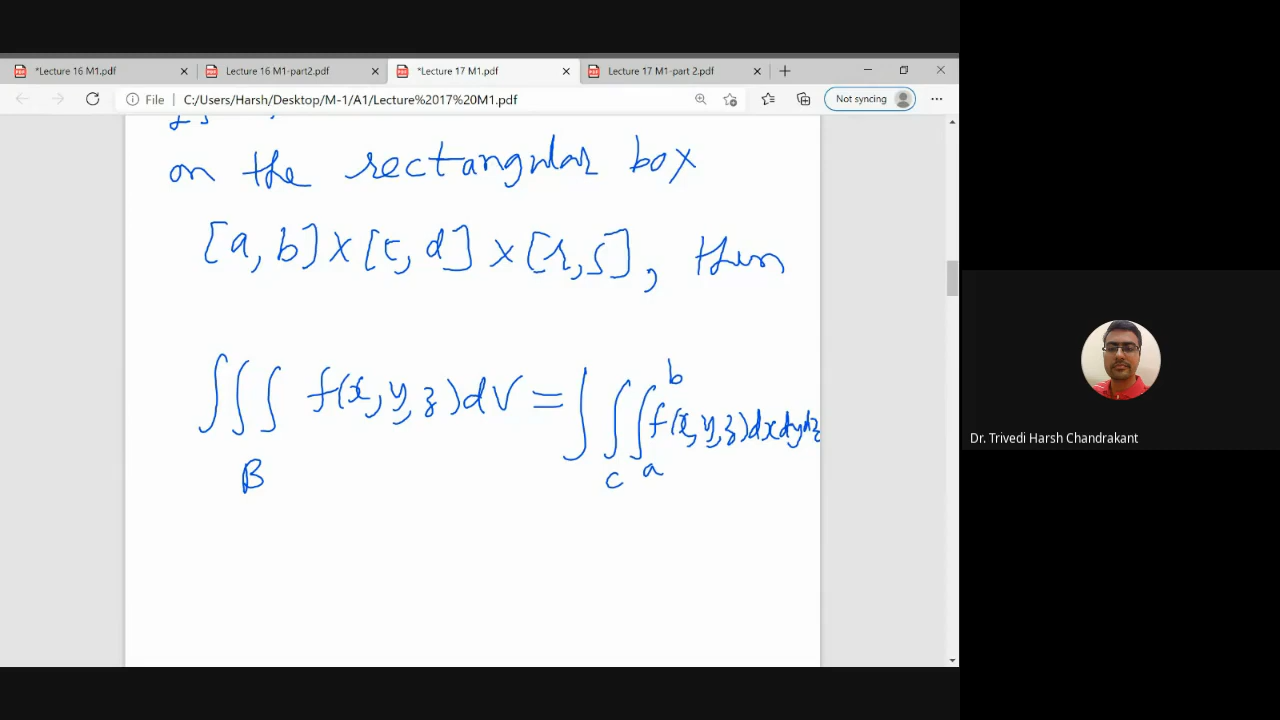 *Lecture 16 M1.pdf
Lecture 16 M1-part2.pdf
*Lecture 17 M1.pdf
Lecture 17 M1-part 2.pdf
File | C:/Users/Harsh/Desktop/M-1/A1/Lecture%2017%20M1.pdf
Not syncing
on the rectangular box
[a, b] × [c, d] × [r, s], then
∭ f(x, y, z) dV = ∫ ∫ ∫ f(x, y, z) dx dy dz
b
B c a
Dr. Trivedi Harsh Chandrakant